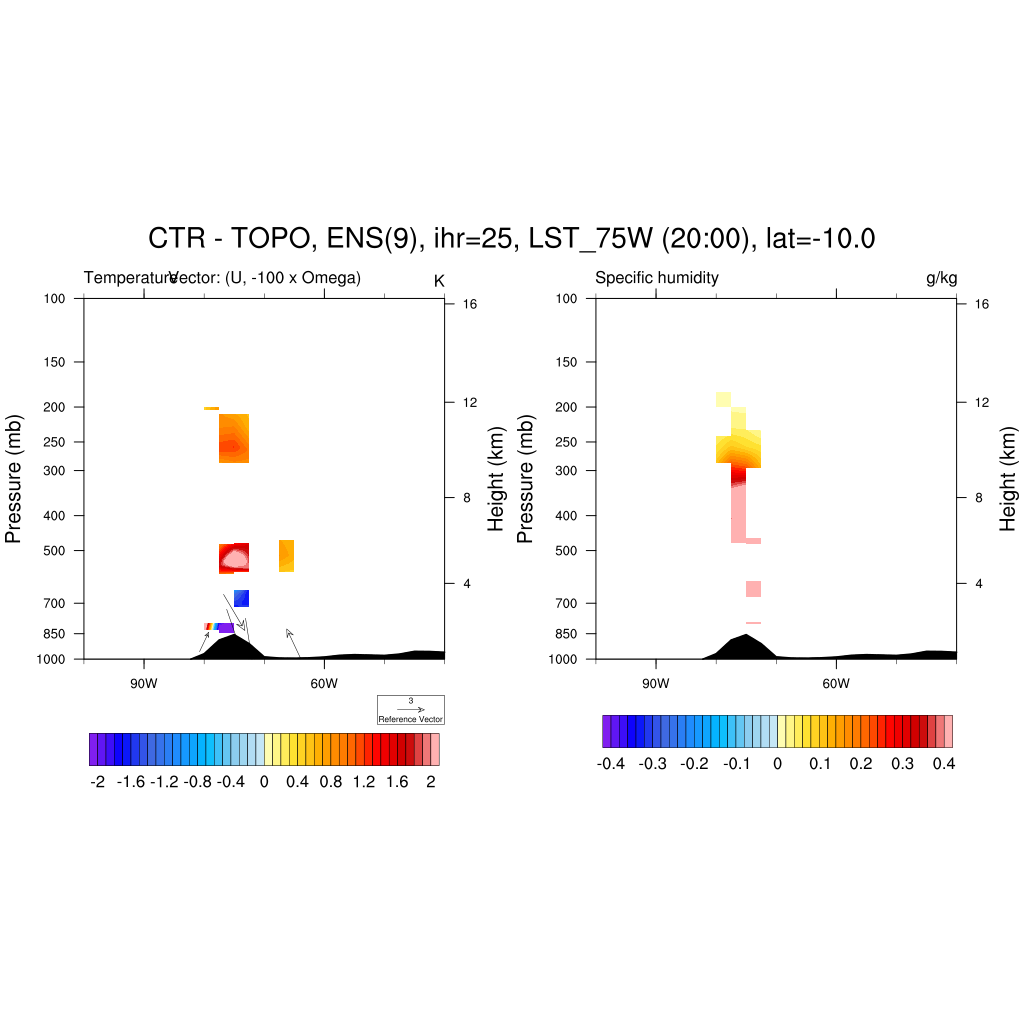 CTR - TOPO, ENS(9), ihr=25, LST_75W (20:00), lat=-10.0
Temperature Vector: (U, -100 x Omega) K
Specific humidity g/kg
100
150
200
250
300
400
500
700
850
1000
Pressure (mb)
16
12
8
4
Height (km)
90W 60W
3
Reference Vector
-2 -1.6 -1.2 -0.8 -0.4 0 0.4 0.8 1.2 1.6 2
100
150
200
250
300
400
500
700
850
1000
Pressure (mb)
16
12
8
4
Height (km)
90W 60W
-0.4 -0.3 -0.2 -0.1 0 0.1 0.2 0.3 0.4